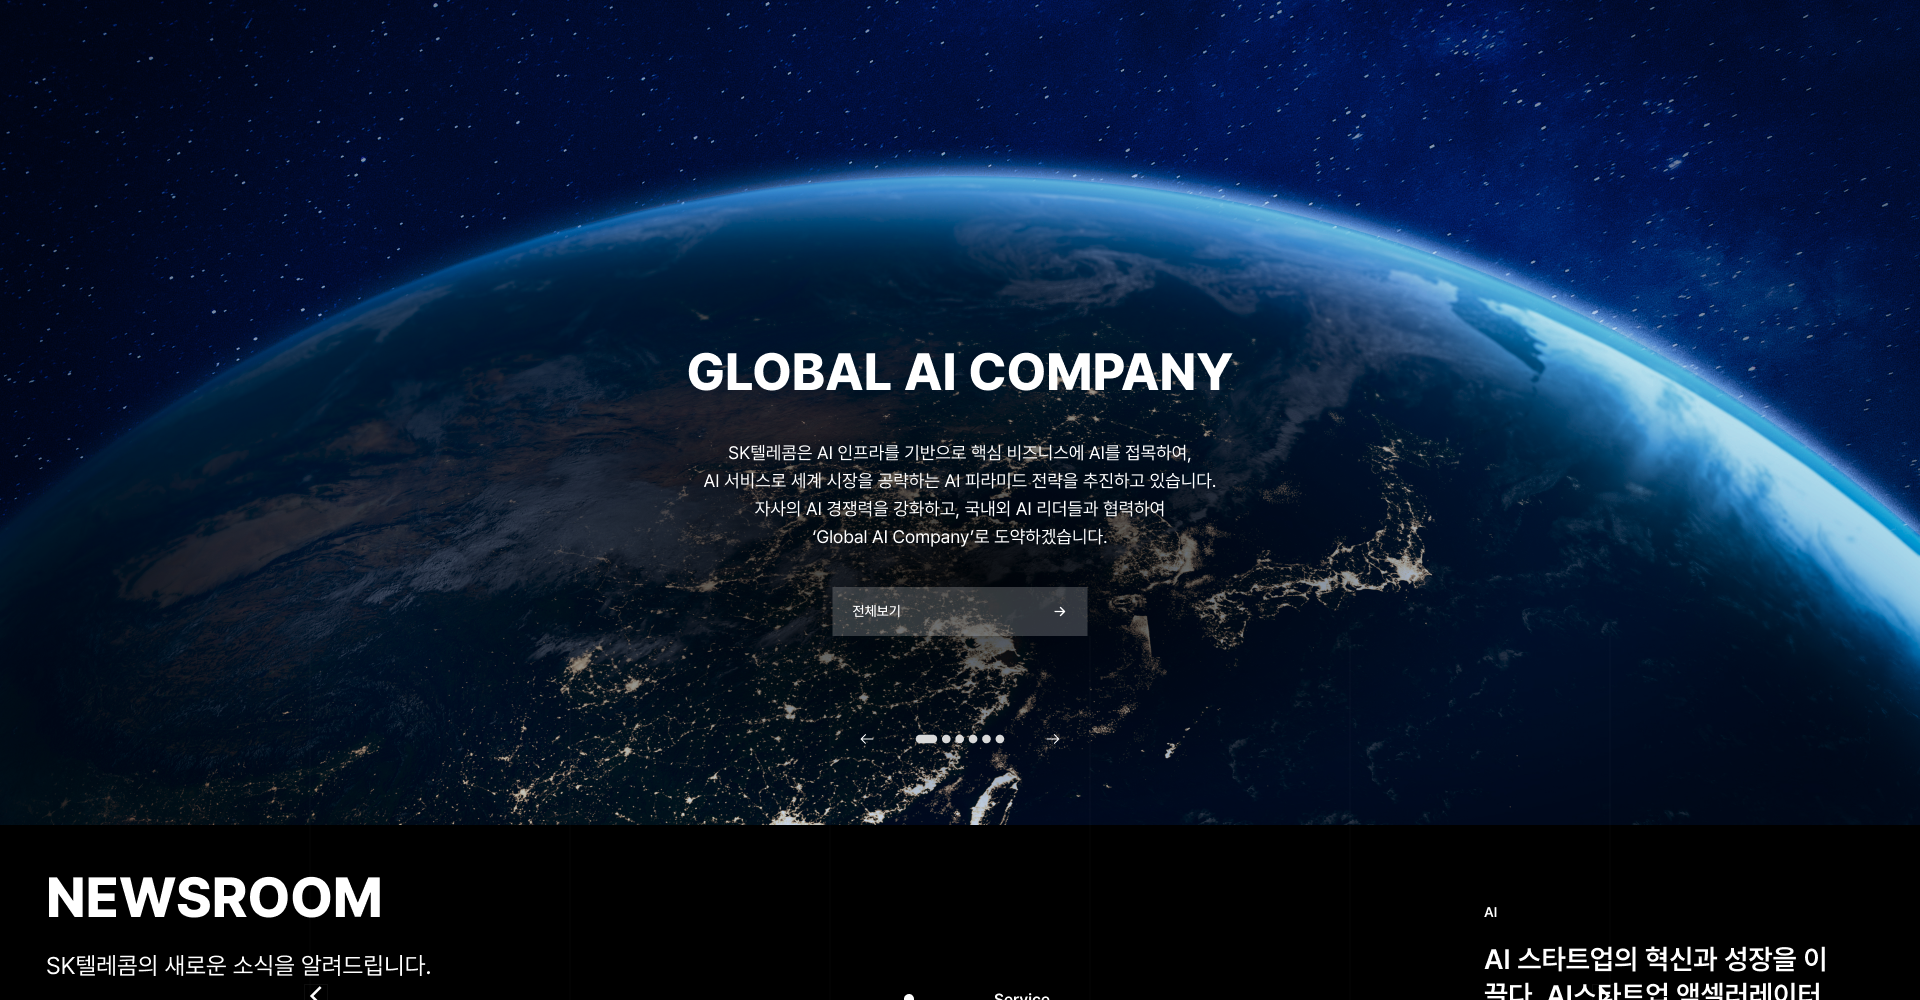 GLOBAL AI COMPANY
SK텔레콤은 AI 인프라를 기반으로 핵심 비즈니스에 AI를 접목하여,
AI 서비스로 세계 시장을 공략하는 AI 피라미드 전략을 추진하고 있습니다.
자사의 AI 경쟁력을 강화하고, 국내외 AI 리더들과 협력하여
‘Global AI Company’로 도약하겠습니다.
전체보기
NEWSROOM
SK텔레콤의 새로운 소식을 알려드립니다.
Service
AI
AI 스타트업의 혁신과 성장을 이
끌다, AI스타트업 액셀러레이터